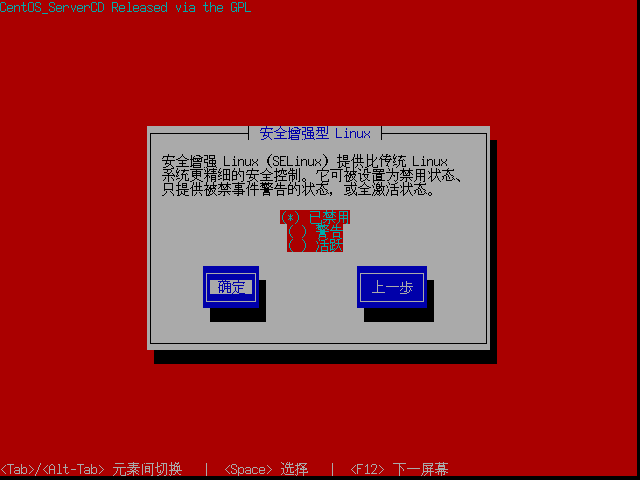 CentOS_ServerCD Released via the GPL
安全增强型 Linux
安全增强 Linux (SELinux) 提供比传统 Linux
系统更精细的安全控制。它可被设置为禁用状态、
只提供被禁事件警告的状态，或全激活状态。
(*) 已禁用
( ) 警告
( ) 活跃
确定 上一步
<Tab>/<Alt-Tab> 元素间切换 | <Space> 选择 | <F12> 下一屏幕